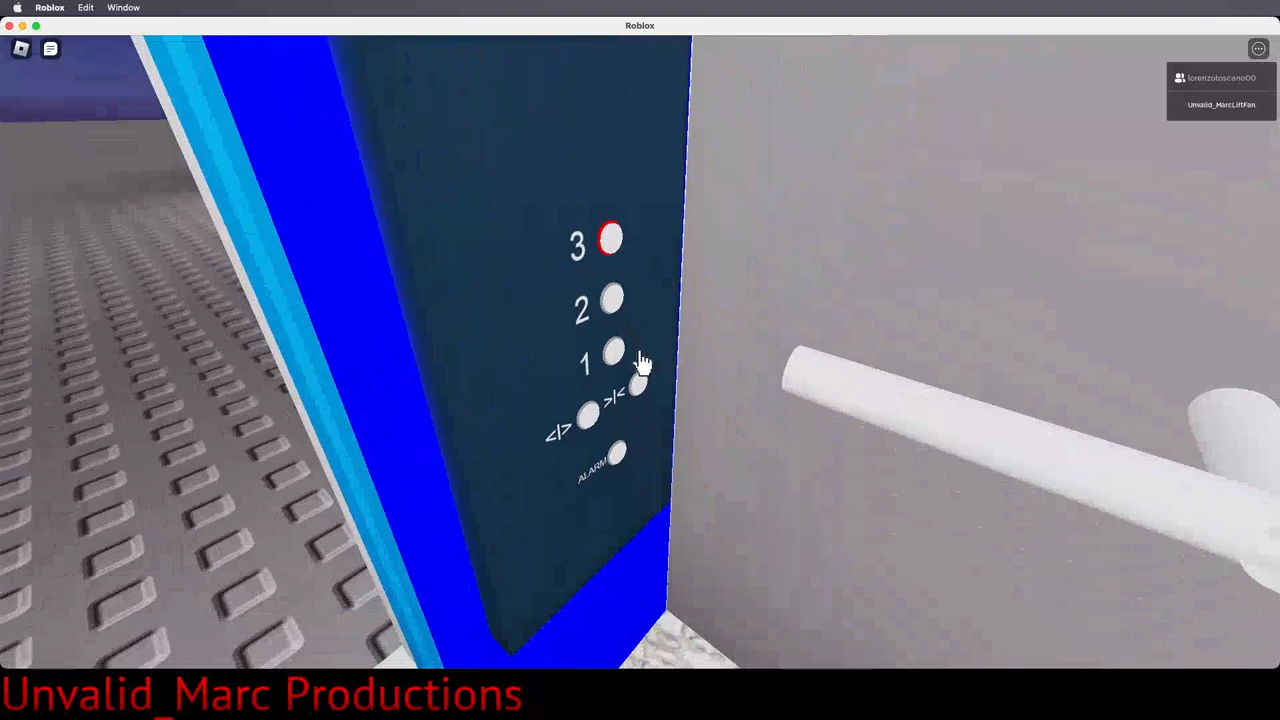 Roblox Edit Window
Roblox
lorenzotoscano00
Unvalid_MarcLiftFan
3
2
1
>|<
<|>
ALARM
Unvalid_Marc Productions